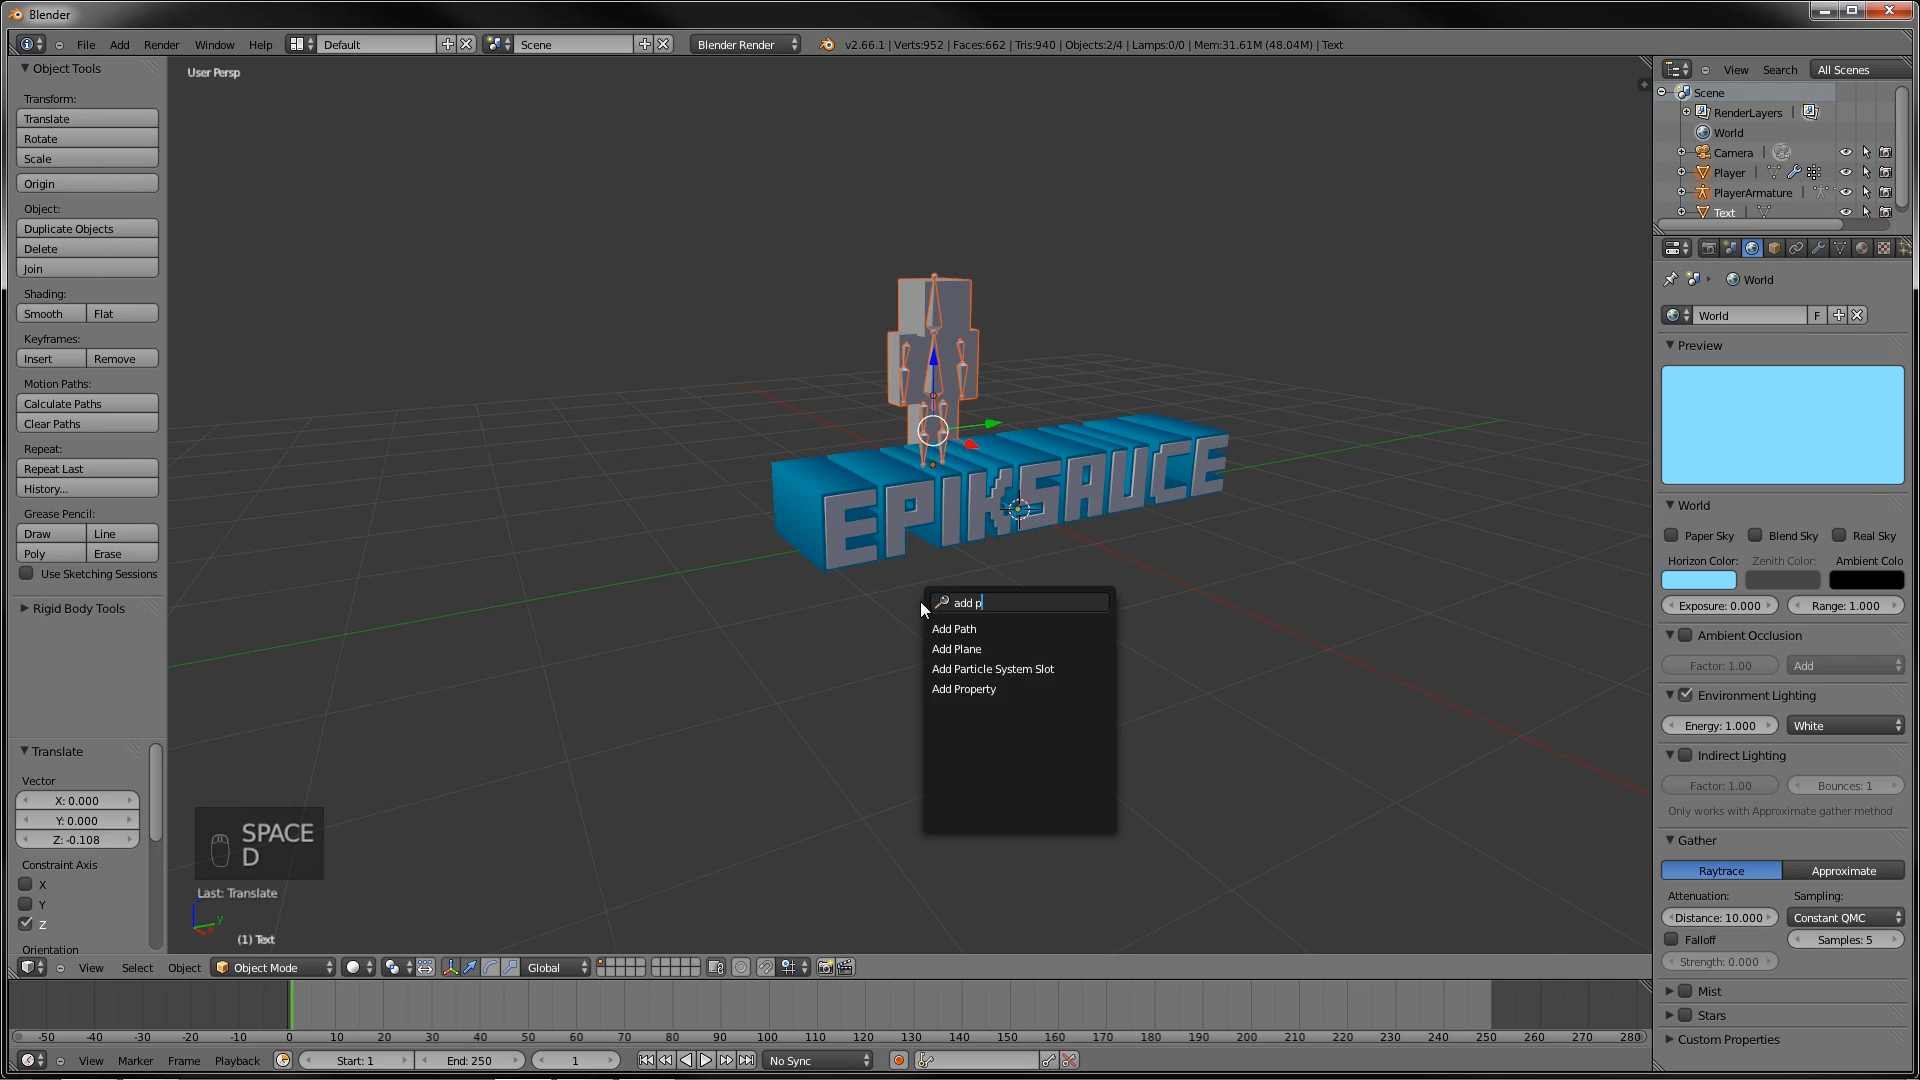 Blender
File Add Render Window Help Default Scene Blender Render v2.66.1 | Verts:952 | Faces:662 | Tris:940 | Objects:2/4 | Lamps:0/0 | Mem:31.61M (48.04M) | Text
Object Tools
Transform:
Translate
Rotate
Scale
Origin
Object:
Duplicate Objects
Delete
Join
Shading:
Smooth Flat
Keyframes:
Insert Remove
Motion Paths:
Calculate Paths
Clear Paths
Repeat:
Repeat Last
History...
Grease Pencil:
Draw Line
Poly Erase
Use Sketching Sessions
Rigid Body Tools
Translate
Vector
X: 0.000
Y: 0.000
Z: -0.108
Constraint Axis
X
Y
Z
Orientation
User Persp
EPIKSAUCE
add p
Add Path
Add Plane
Add Particle System Slot
Add Property
SPACE
D
Last: Translate
y
(1) Text
View Select Object Object Mode Global
-50 -40 -30 -20 -10 0 10 20 30 40 50 60 70 80 90 100 110 120 130 140 150 160 170 180 190 200 210 220 230 240 250 260 270 280
View Marker Frame Playback Start: 1 End: 250 1 No Sync
View Search All Scenes
Scene
RenderLayers |
World
Camera |
Player |
PlayerArmature |
Text |
World
World F
Preview
World
Paper Sky Blend Sky Real Sky
Horizon Color: Zenith Color: Ambient Colo
Exposure: 0.000 Range: 1.000
Ambient Occlusion
Factor: 1.00 Add
Environment Lighting
Energy: 1.000 White
Indirect Lighting
Factor: 1.00 Bounces: 1
Only works with Approximate gather method
Gather
Raytrace Approximate
Attenuation: Sampling:
Distance: 10.000 Constant QMC
Falloff Samples: 5
Strength: 0.000
Mist
Stars
Custom Properties